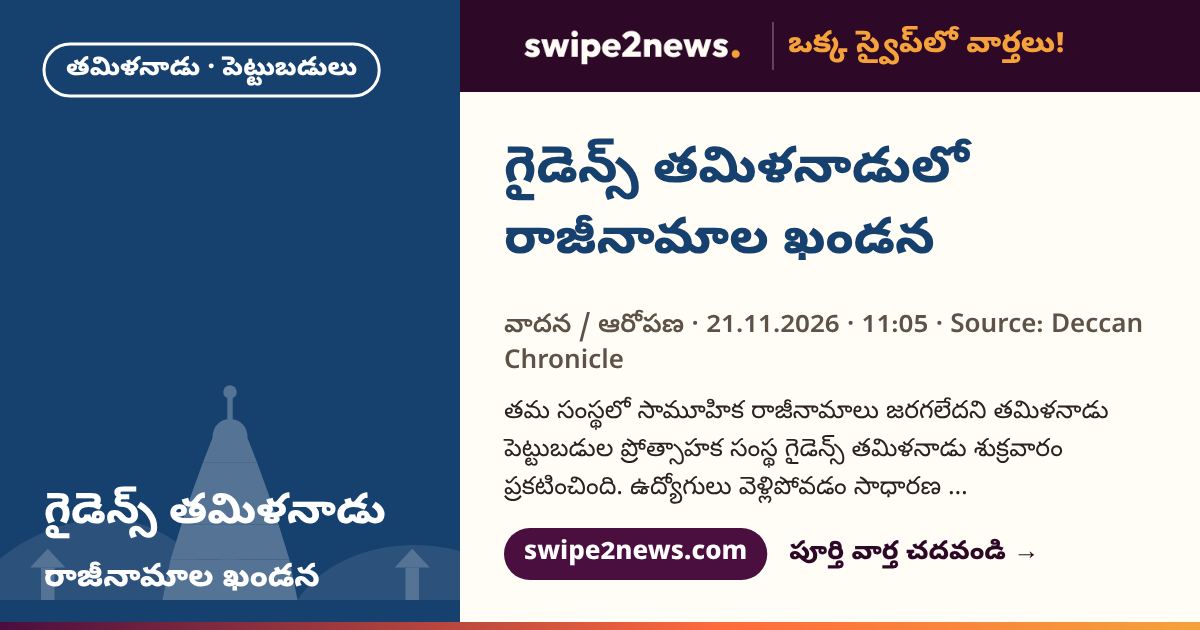 తమిళనాడు · పెట్టుబడులు
గైడెన్స్ తమిళనాడు
రాజీనామాల ఖండన
swipe2news.
ఒక్క స్వైప్‌లో వార్తలు!
గైడెన్స్ తమిళనాడులో
రాజీనామాల ఖండన
వాదన / ఆరోపణ · 21.11.2026 · 11:05 · Source: Deccan
Chronicle
తమ సంస్థలో సామూహిక రాజీనామాలు జరగలేదని తమిళనాడు
పెట్టుబడుల ప్రోత్సాహక సంస్థ గైడెన్స్ తమిళనాడు శుక్రవారం
ప్రకటించింది. ఉద్యోగులు వెళ్లిపోవడం సాధారణ ...
swipe2news.com
పూర్తి వార్త చదవండి →